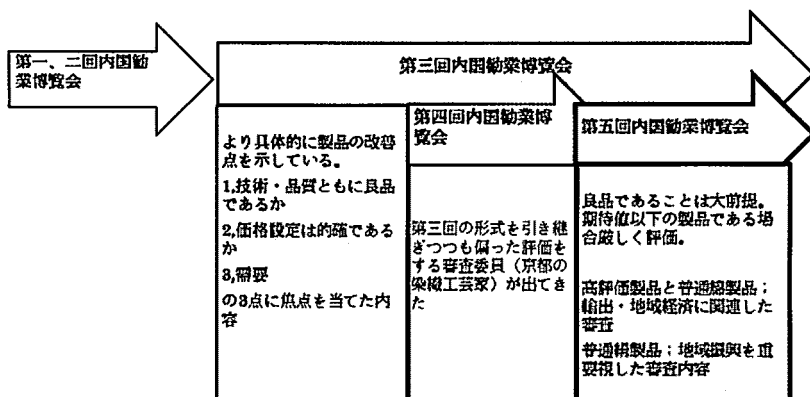 第一、二回内国勧
業博覧会
第三回内国勧業博覧会
より具体的に製品の改善
点を示している。
1,技術・品質ともに良品
であるか
2,価格設定は的確である
か
3,需要
の3点に焦点を当てた内
容
第四回内国勧業博
覧会
第三回の形式を引き継
ぎつつも偏った評価を
する審査委員（京都の
染織工芸家）が出てき
た
第五回内国勧業博覧会
良品であることは大前提。
期待値以下の製品である場
合厳しく評価。
高評価製品と普通縞製品；
輸出・地域経済に関連した
審査
普通縞製品；地域振興を重
要視した審査内容